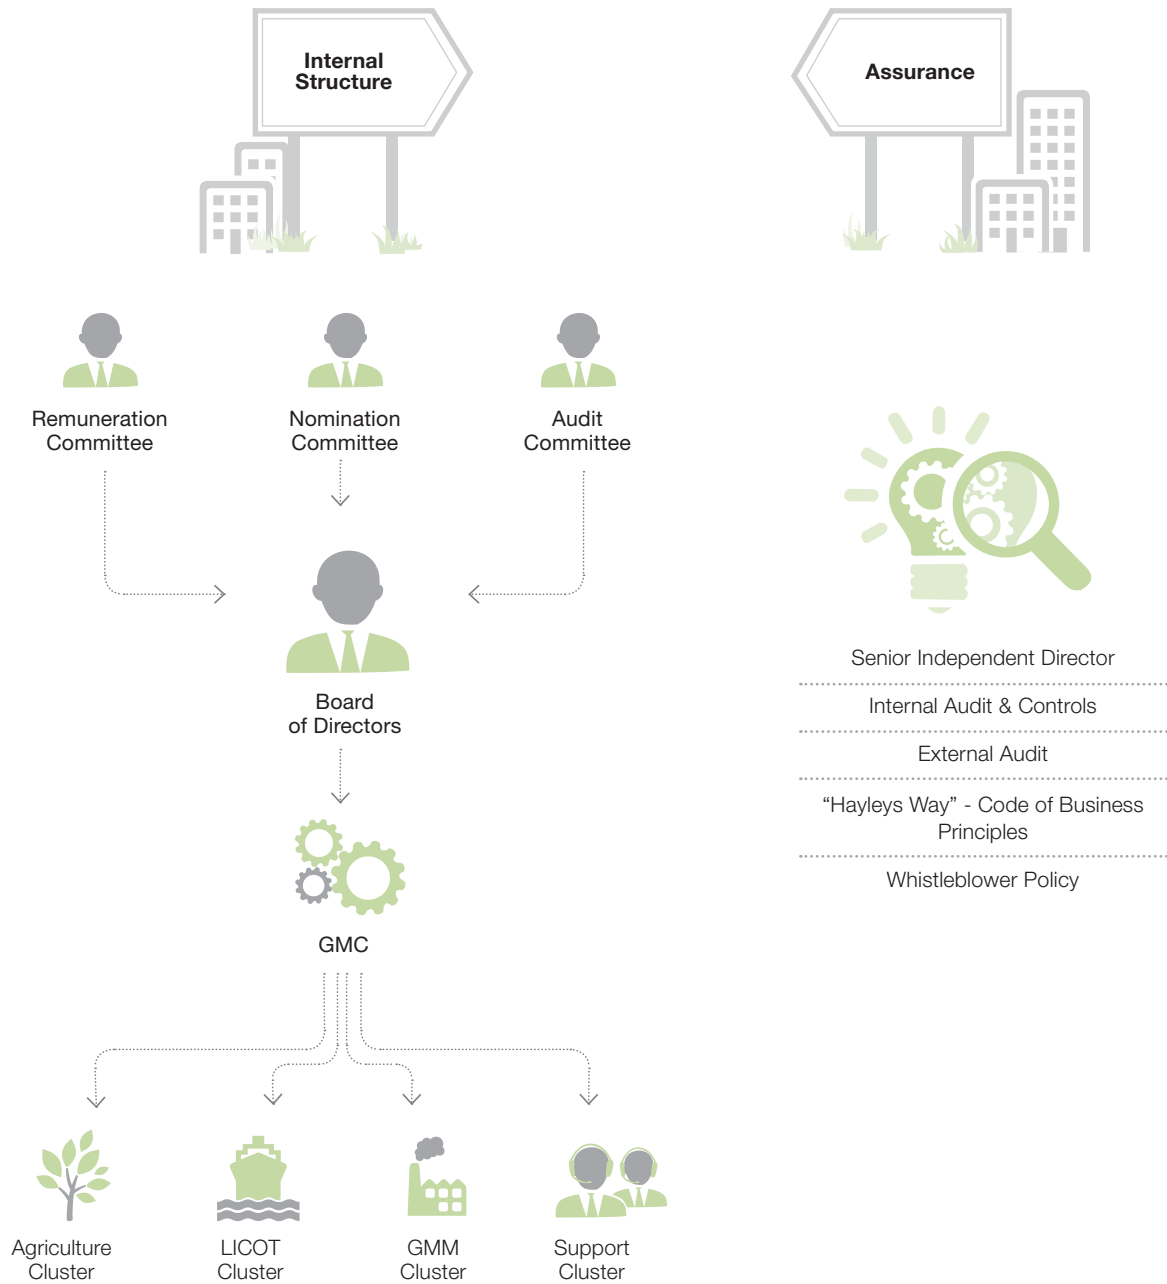 Internal
Structure
Assurance
Remuneration
Committee
Nomination
Committee
Audit
Committee
Board
of Directors
GMC
Agriculture
Cluster
LICOT
Cluster
GMM
Cluster
Support
Cluster
Senior Independent Director
Internal Audit & Controls
External Audit
“Hayleys Way” - Code of Business
Principles
Whistleblower Policy